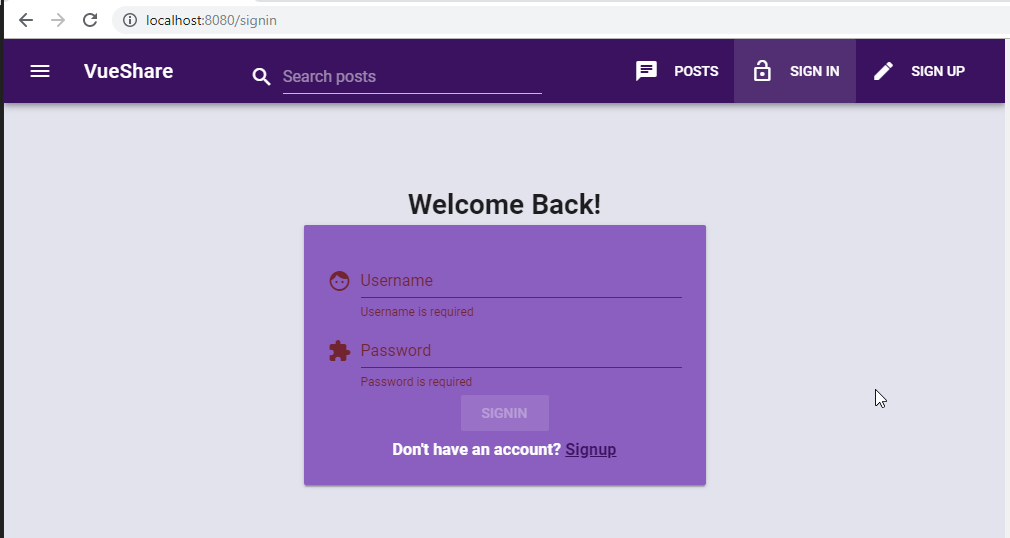 localhost:8080/signin
VueShare
Search posts
POSTS
SIGN IN
SIGN UP
Welcome Back!
Username
Username is required
Password
Password is required
SIGNIN
Don't have an account? Signup